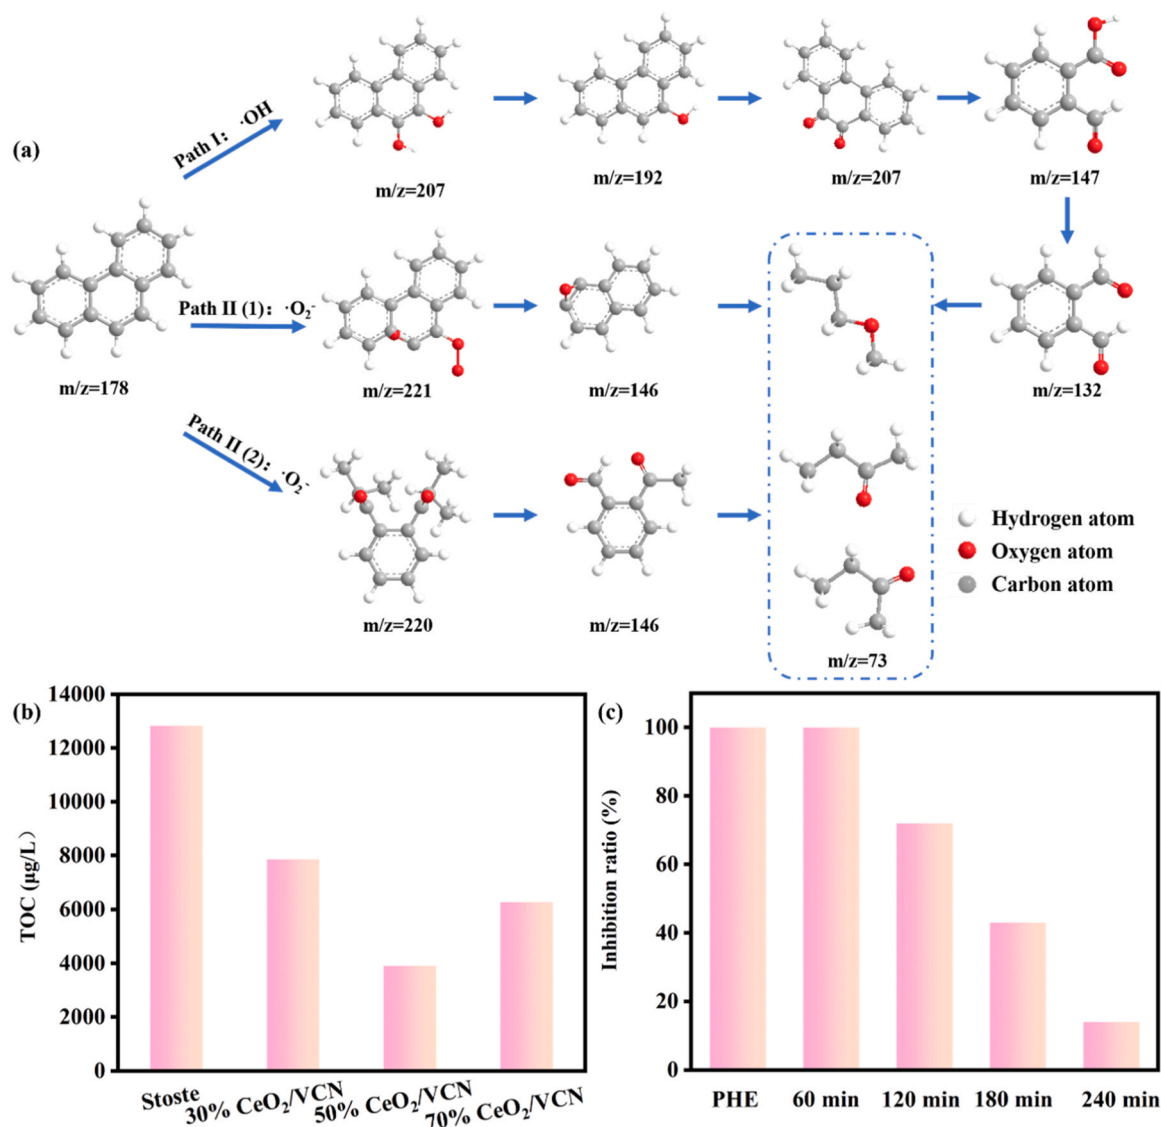 (a)
Path I: ·OH
m/z=207
m/z=192
m/z=207
m/z=147
m/z=178
Path II (1): ·O₂⁻
m/z=221
m/z=146
m/z=132
Path II (2): ·O₂⁻
m/z=220
m/z=146
m/z=73
Hydrogen atom
Oxygen atom
Carbon atom
(b)
TOC (μg/L)
14000
12000
10000
8000
6000
4000
2000
0
Stoste
30% CeO₂/VCN
50% CeO₂/VCN
70% CeO₂/VCN
(c)
Inhibition ratio (%)
100
80
60
40
20
0
PHE
60 min
120 min
180 min
240 min